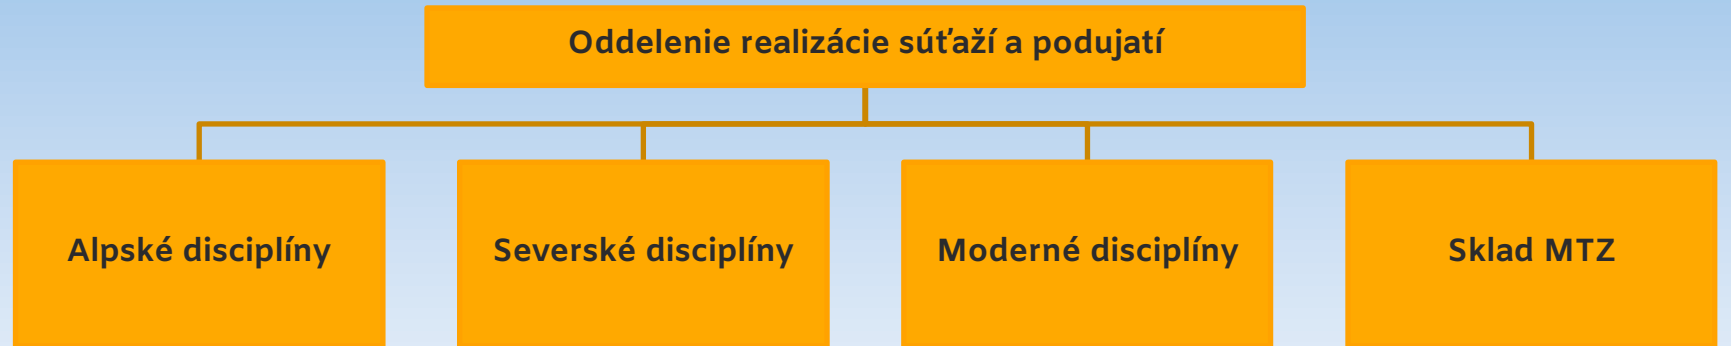 Oddelenie realizácie súťaží a podujatí
Alpské disciplíny
Severské disciplíny
Moderné disciplíny
Sklad MTZ